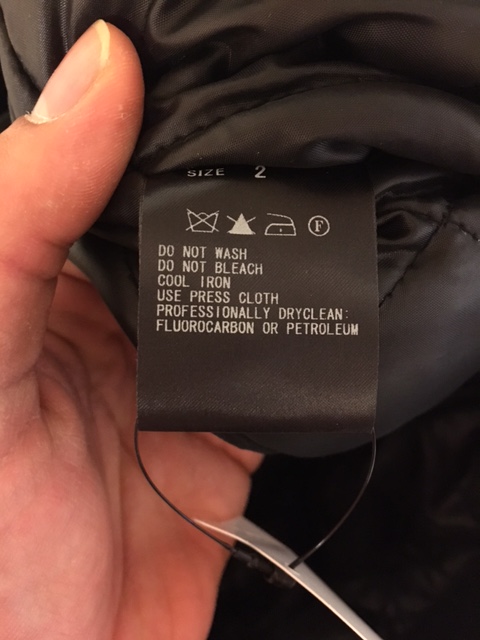 SIZE 2
F
DO NOT WASH
DO NOT BLEACH
COOL IRON
USE PRESS CLOTH
PROFESSIONALLY DRYCLEAN:
FLUOROCARBON OR PETROLEUM